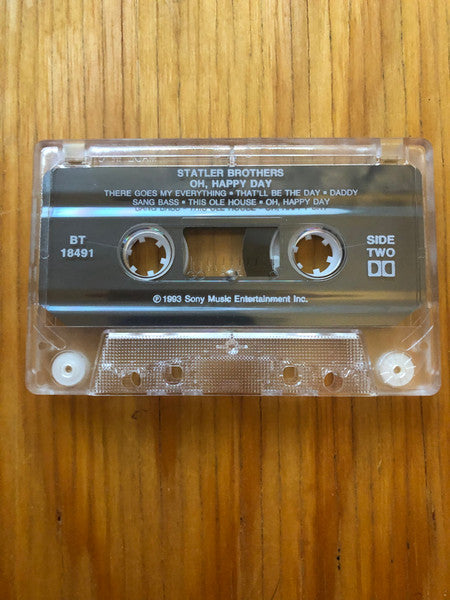 STATLER BROTHERS
OH, HAPPY DAY
THERE GOES MY EVERYTHING • THAT'LL BE THE DAY • DADDY
SANG BASS • THIS OLE HOUSE • OH, HAPPY DAY
BT
18491
SIDE
TWO
℗ 1993 Sony Music Entertainment Inc.